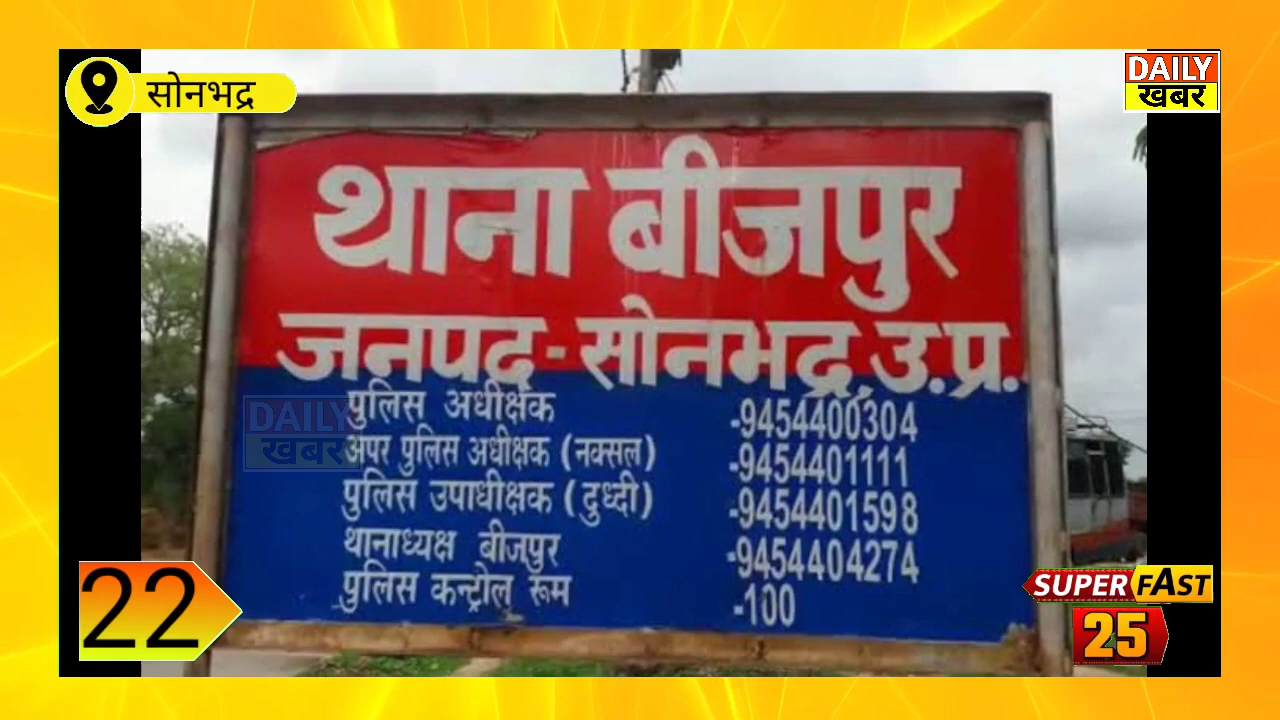 सोनभद्र
DAILY
खबर
थाना बीजपुर
जनपद-सोनभद्र,उ.प्र.
पुलिस अधीक्षक -9454400304
अपर पुलिस अधीक्षक (नक्सल) -9454401111
पुलिस उपाधीक्षक (दुध्दी) -9454401598
थानाध्यक्ष बीजपुर -9454404274
पुलिस कन्ट्रोल रूम -100
DAILY
खबर
22
SUPER FAST
25